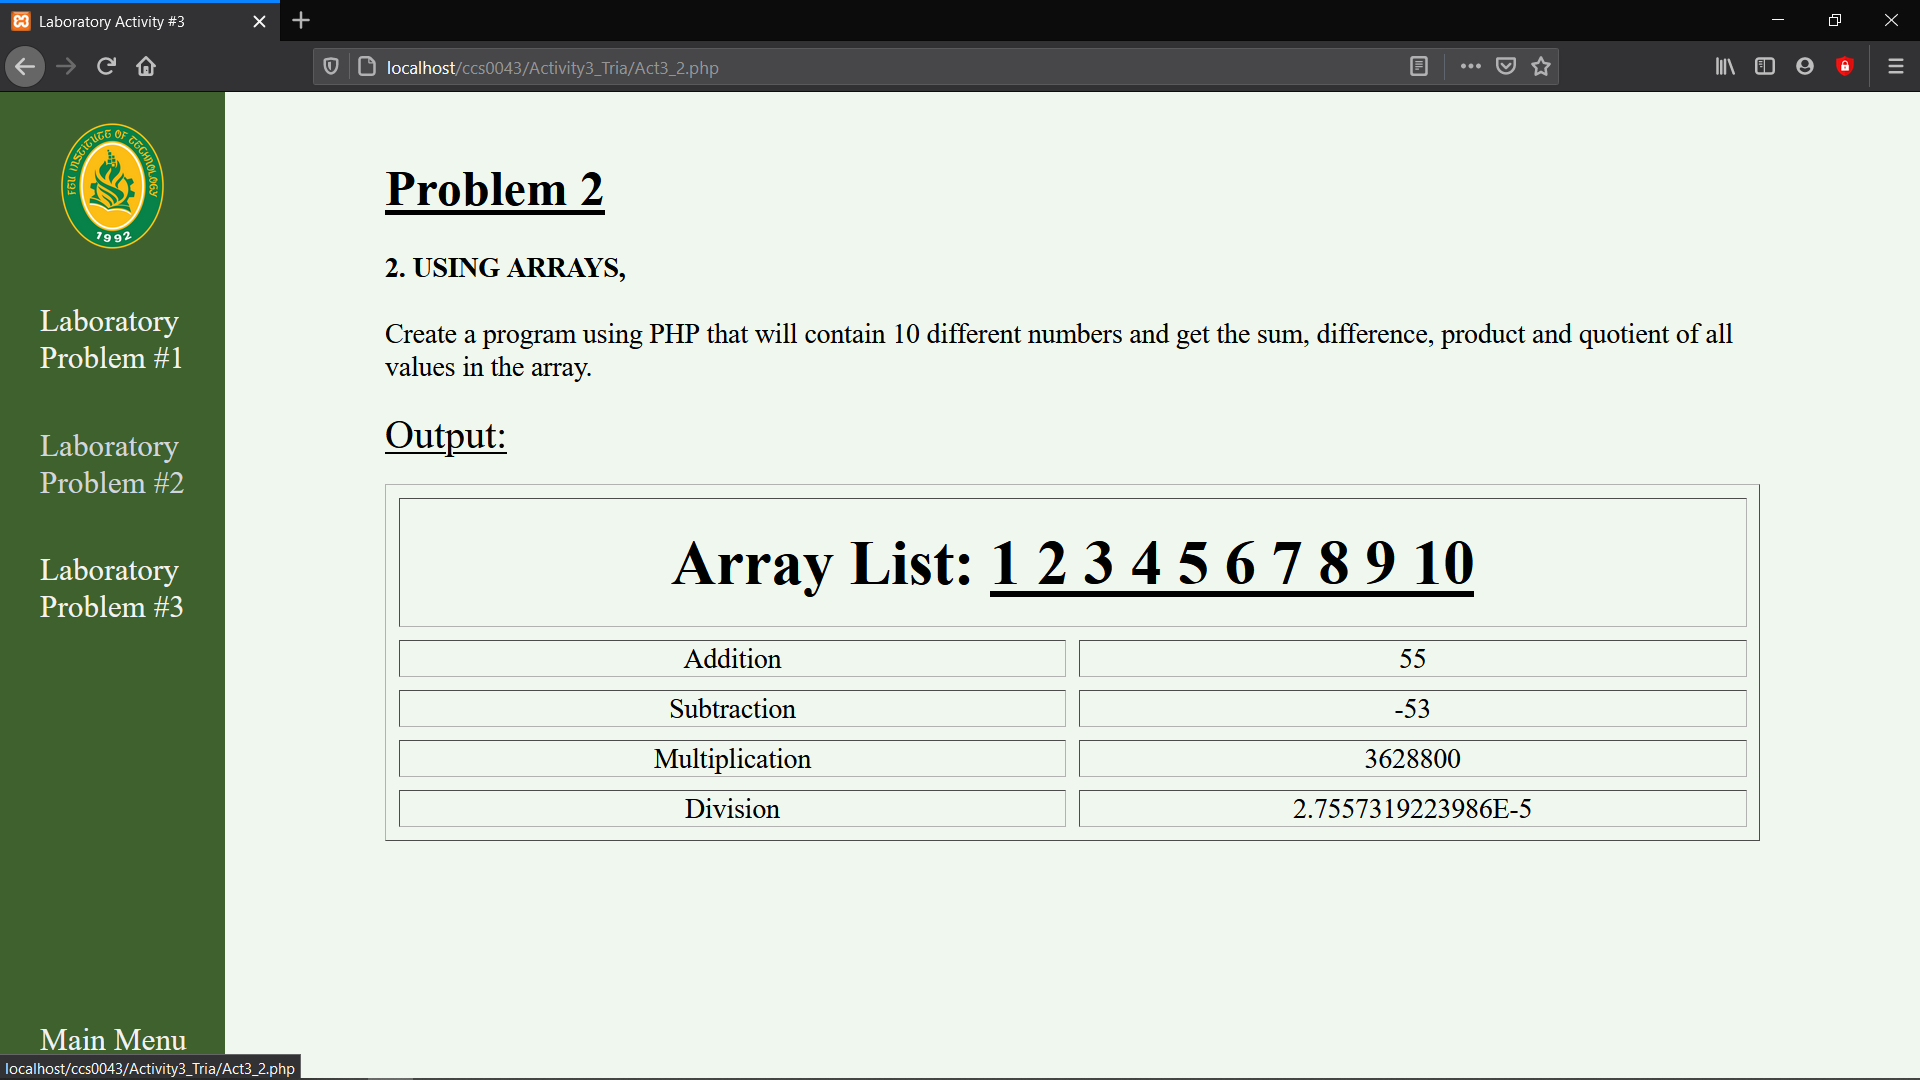 Laboratory Activity #3
localhost/ccs0043/Activity3_Tria/Act3_2.php
FEU INSTITUTE OF TECHNOLOGY
1992
Laboratory
Problem #1
Laboratory
Problem #2
Laboratory
Problem #3
Main Menu
Problem 2
2. USING ARRAYS,
Create a program using PHP that will contain 10 different numbers and get the sum, difference, product and quotient of all
values in the array.
Output:
Array List: 1 2 3 4 5 6 7 8 9 10
Addition 55
Subtraction -53
Multiplication 3628800
Division 2.7557319223986E-5
localhost/ccs0043/Activity3_Tria/Act3_2.php